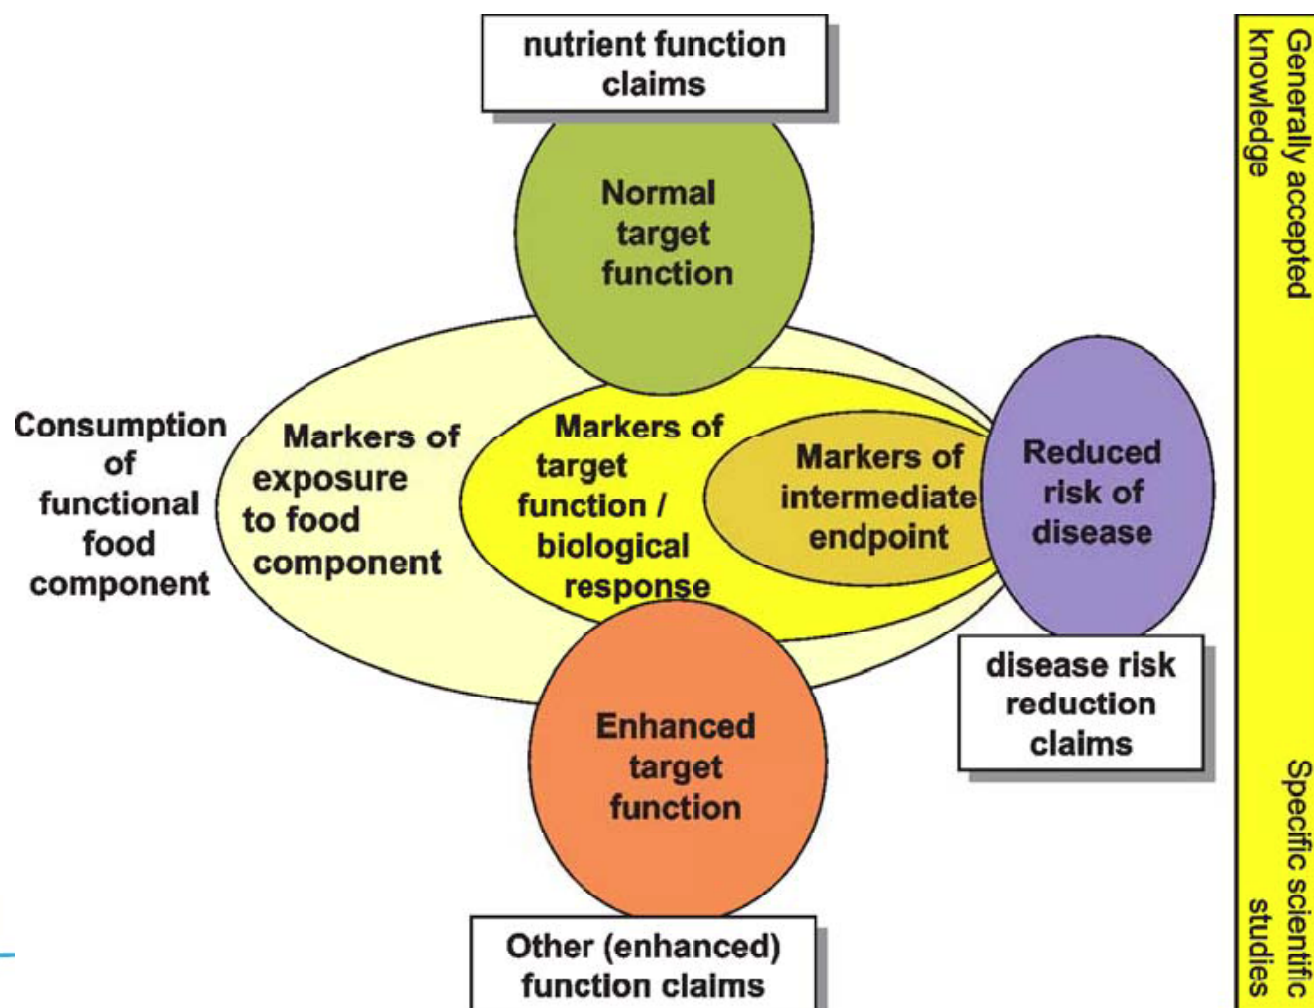 nutrient function
claims
Normal
target
function
Consumption
of
functional
food
component
Markers of
exposure
to food
component
Markers of
target
function /
biological
response
Markers of
intermediate
endpoint
Reduced
risk of
disease
disease risk
reduction
claims
Enhanced
target
function
Other (enhanced)
function claims
Generally accepted
knowledge
Specific scientific
studies